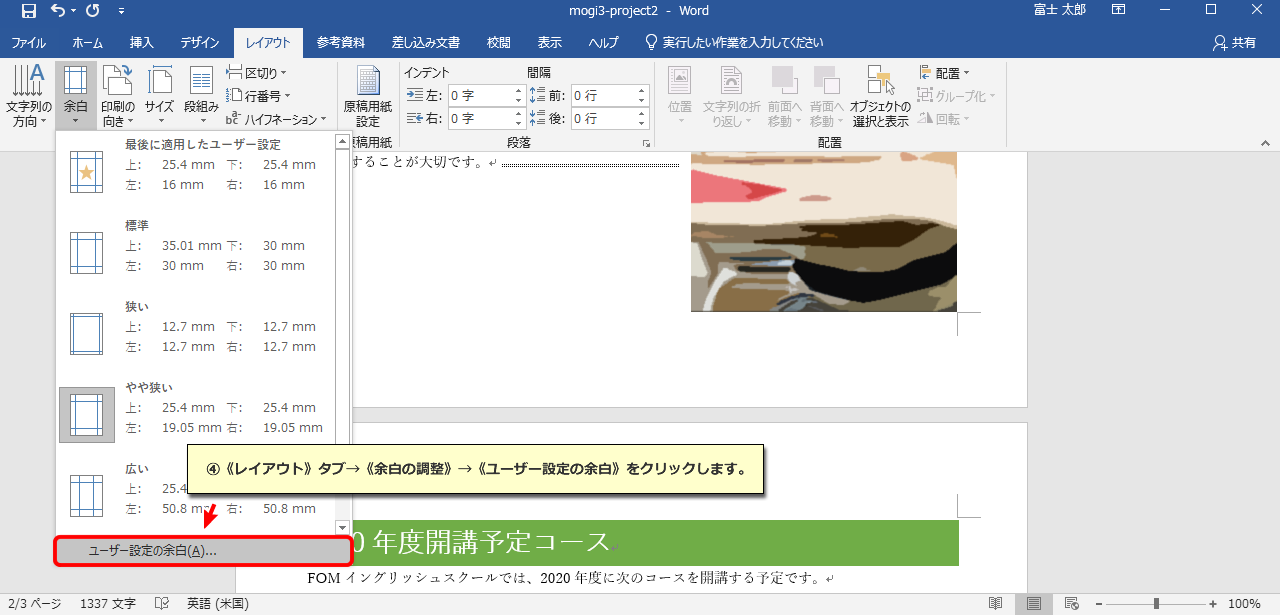 mogi3-project2 - Word
富士 太郎
ファイル ホーム 挿入 デザイン レイアウト 参考資料 差し込み文書 校閲 表示 ヘルプ 実行したい作業を入力してください 共有
文字列の方向 余白 印刷の向き サイズ 段組み
区切り
行番号
ハイフネーション
原稿用紙設定
原稿用紙
インデント 間隔
左: 0 字 前: 0 行
右: 0 字 後: 0 行
段落
位置 文字列の折り返し 前面へ移動 背面へ移動 オブジェクトの選択と表示
配置
グループ化
回転
配置
最後に適用したユーザー設定
上: 25.4 mm 下: 25.4 mm
左: 16 mm 右: 16 mm
標準
上: 35.01 mm 下: 30 mm
左: 30 mm 右: 30 mm
狭い
上: 12.7 mm 下: 12.7 mm
左: 12.7 mm 右: 12.7 mm
やや狭い
上: 25.4 mm 下: 25.4 mm
左: 19.05 mm 右: 19.05 mm
広い
上: 25.4
左: 50.8 mm 右: 50.8 mm
ユーザー設定の余白(A)...
することが大切です。
④《レイアウト》タブ→《余白の調整》→《ユーザー設定の余白》をクリックします。
0 年度開講予定コース
FOM イングリッシュスクールでは、2020 年度に次のコースを開講する予定です。
2/3 ページ 1337 文字 英語 (米国) 100%